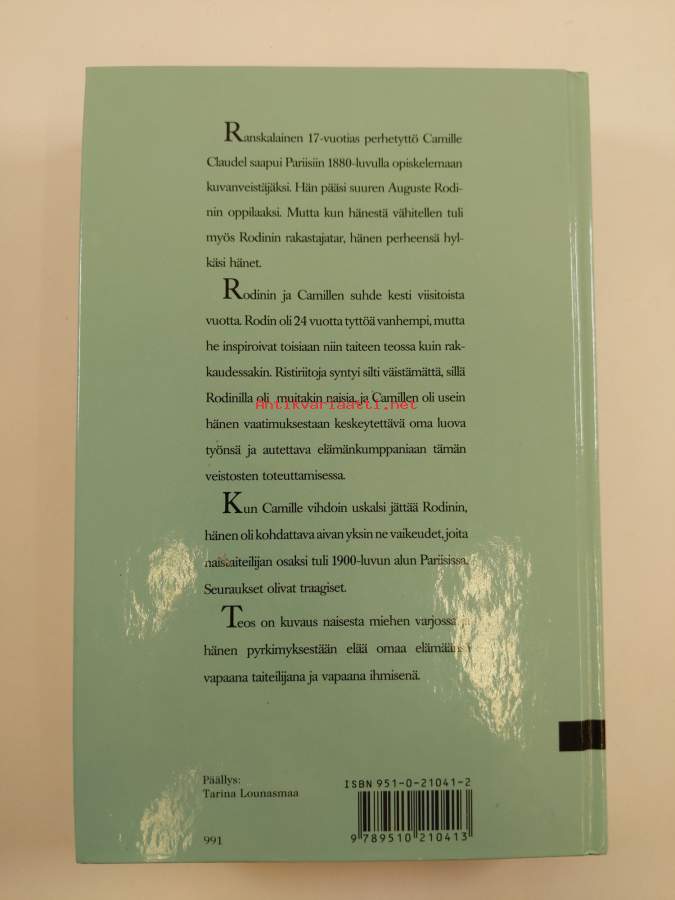 Ranskalainen 17-vuotias perhetyttö Camille
Claudel saapui Pariisiin 1880-luvulla opiskelemaan
kuvanveistäjäksi. Hän pääsi suuren Auguste Rodi-
nin oppilaaksi. Mutta kun hänestä vähitellen tuli
myös Rodinin rakastajatar, hänen perheensä hyl-
käsi hänet.
Rodinin ja Camillen suhde kesti viisitoista
vuotta. Rodin oli 24 vuotta tyttöä vanhempi, mutta
he inspiroivat toisiaan niin taiteen teossa kuin rak-
kaudessakin. Ristiriitoja syntyi silti väistämättä, sillä
Rodinilla oli muitakin naisia, ja Camillen oli usein
Antikvariaatti.net
hänen vaatimuksestaan keskeytettävä oma luova
työnsä ja autettava elämänkumppaniaan tämän
veistosten toteuttamisessa.
Kun Camille vihdoin uskalsi jättää Rodinin,
hänen oli kohdattava aivan yksin ne vaikeudet, joita
naistaiteilijan osaksi tuli 1900-luvun alun Pariisissa.
Seuraukset olivat traagiset.
Teos on kuvaus naisesta miehen varjossa ja
hänen pyrkimyksestään elää omaa elämäänsä
vapaana taiteilijana ja vapaana ihmisenä.
Päällys:
Tarina Lounasmaa
991
ISBN 951-0-21041-2
9 789510 210413